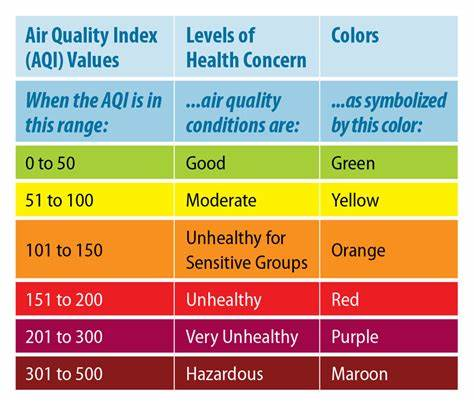 Air Quality Index
(AQI) Values
Levels of
Health Concern
Colors
When the AQI is in
this range:
...air quality
conditions are:
...as symbolized
by this color:
0 to 50
Good
Green
51 to 100
Moderate
Yellow
101 to 150
Unhealthy for
Sensitive Groups
Orange
151 to 200
Unhealthy
Red
201 to 300
Very Unhealthy
Purple
301 to 500
Hazardous
Maroon